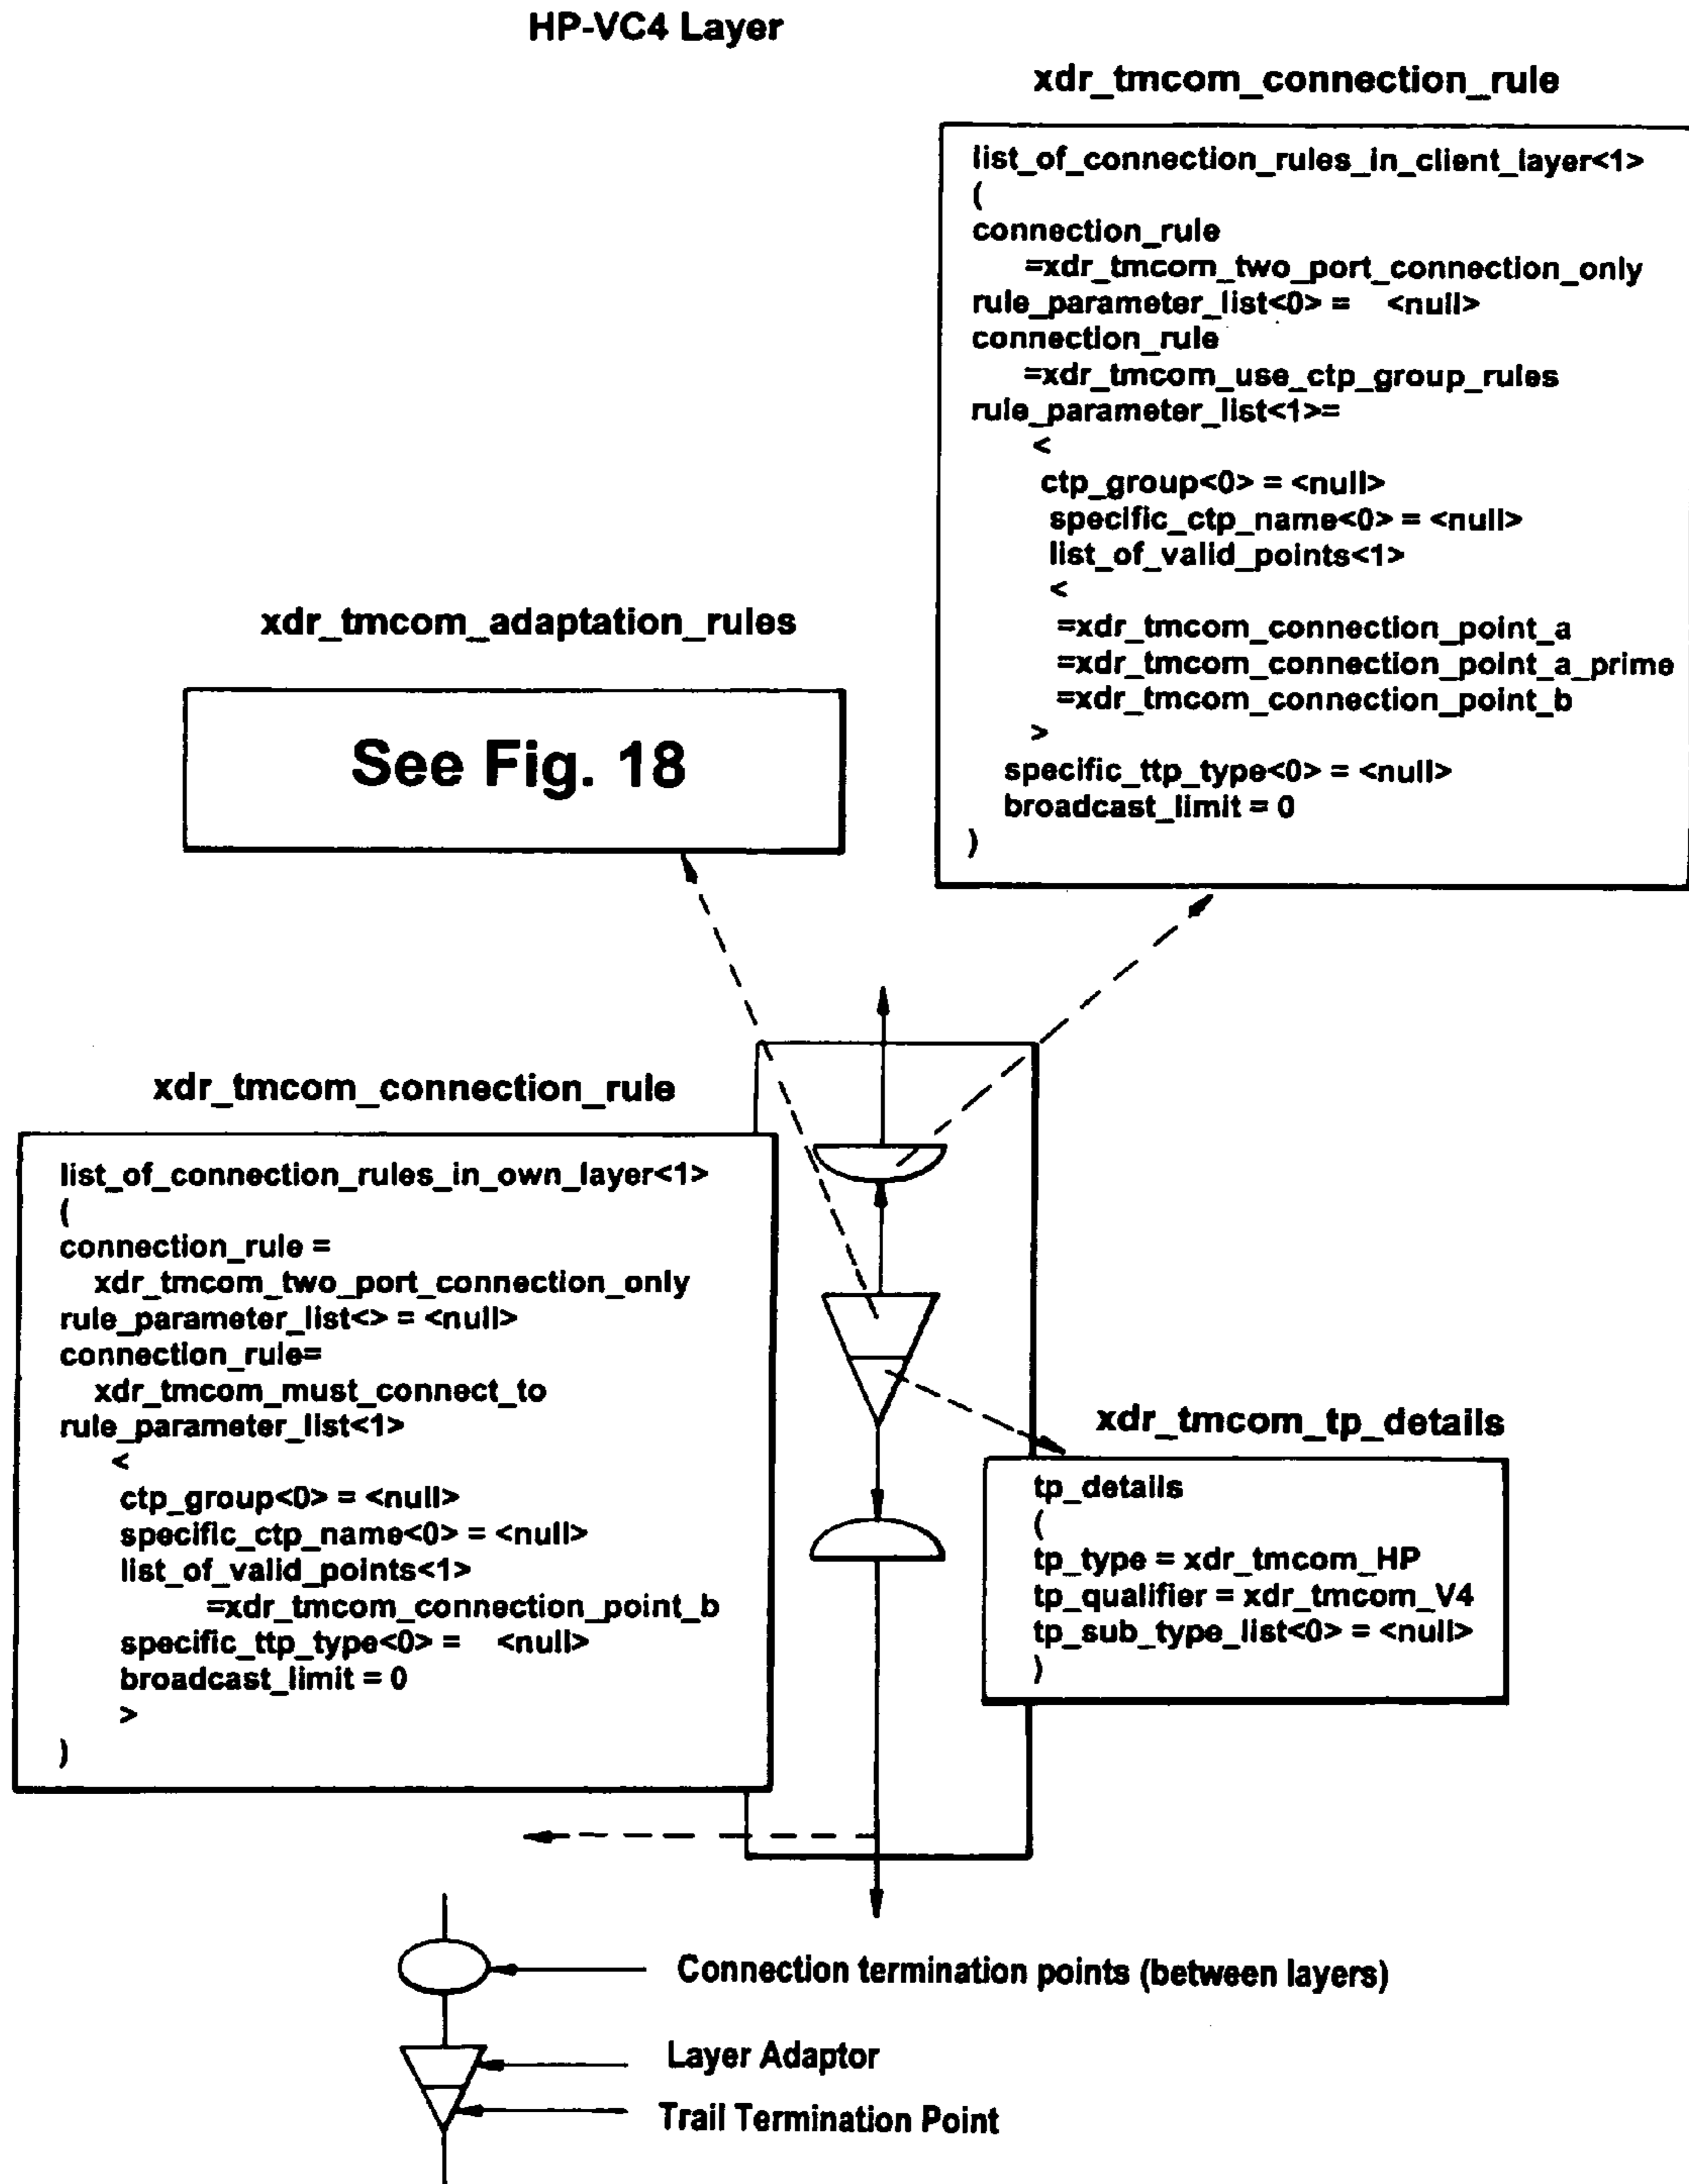 HP-VC4 Layer
xdr_tmcom_connection_rule
list_of_connection_rules_in_client_layer<1>
(
connection_rule
=xdr_tmcom_two_port_connection_only
rule_parameter_list<0> = <null>
connection_rule
=xdr_tmcom_use_ctp_group_rules
rule_parameter_list<1>=
<
ctp_group<0> = <null>
specific_ctp_name<0> = <null>
list_of_valid_points<1>
<
=xdr_tmcom_connection_point_a
=xdr_tmcom_connection_point_a_prime
=xdr_tmcom_connection_point_b
>
specific_ttp_type<0> = <null>
broadcast_limit = 0
)
xdr_tmcom_adaptation_rules
See Fig. 18
xdr_tmcom_connection_rule
list_of_connection_rules_in_own_layer<1>
(
connection_rule =
xdr_tmcom_two_port_connection_only
rule_parameter_list<> = <null>
connection_rule=
xdr_tmcom_must_connect_to
rule_parameter_list<1>
<
ctp_group<0> = <null>
specific_ctp_name<0> = <null>
list_of_valid_points<1>
=xdr_tmcom_connection_point_b
specific_ttp_type<0> = <null>
broadcast_limit = 0
>
)
xdr_tmcom_tp_details
tp_details
(
tp_type = xdr_tmcom_HP
tp_qualifier = xdr_tmcom_V4
tp_sub_type_list<0> = <null>
)
Connection termination points (between layers)
Layer Adaptor
Trail Termination Point